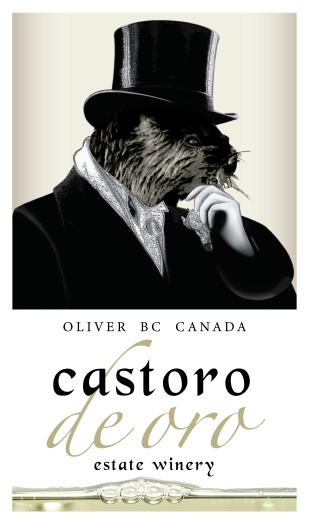 OLIVER BC CANADA
castoro
de oro
estate winery